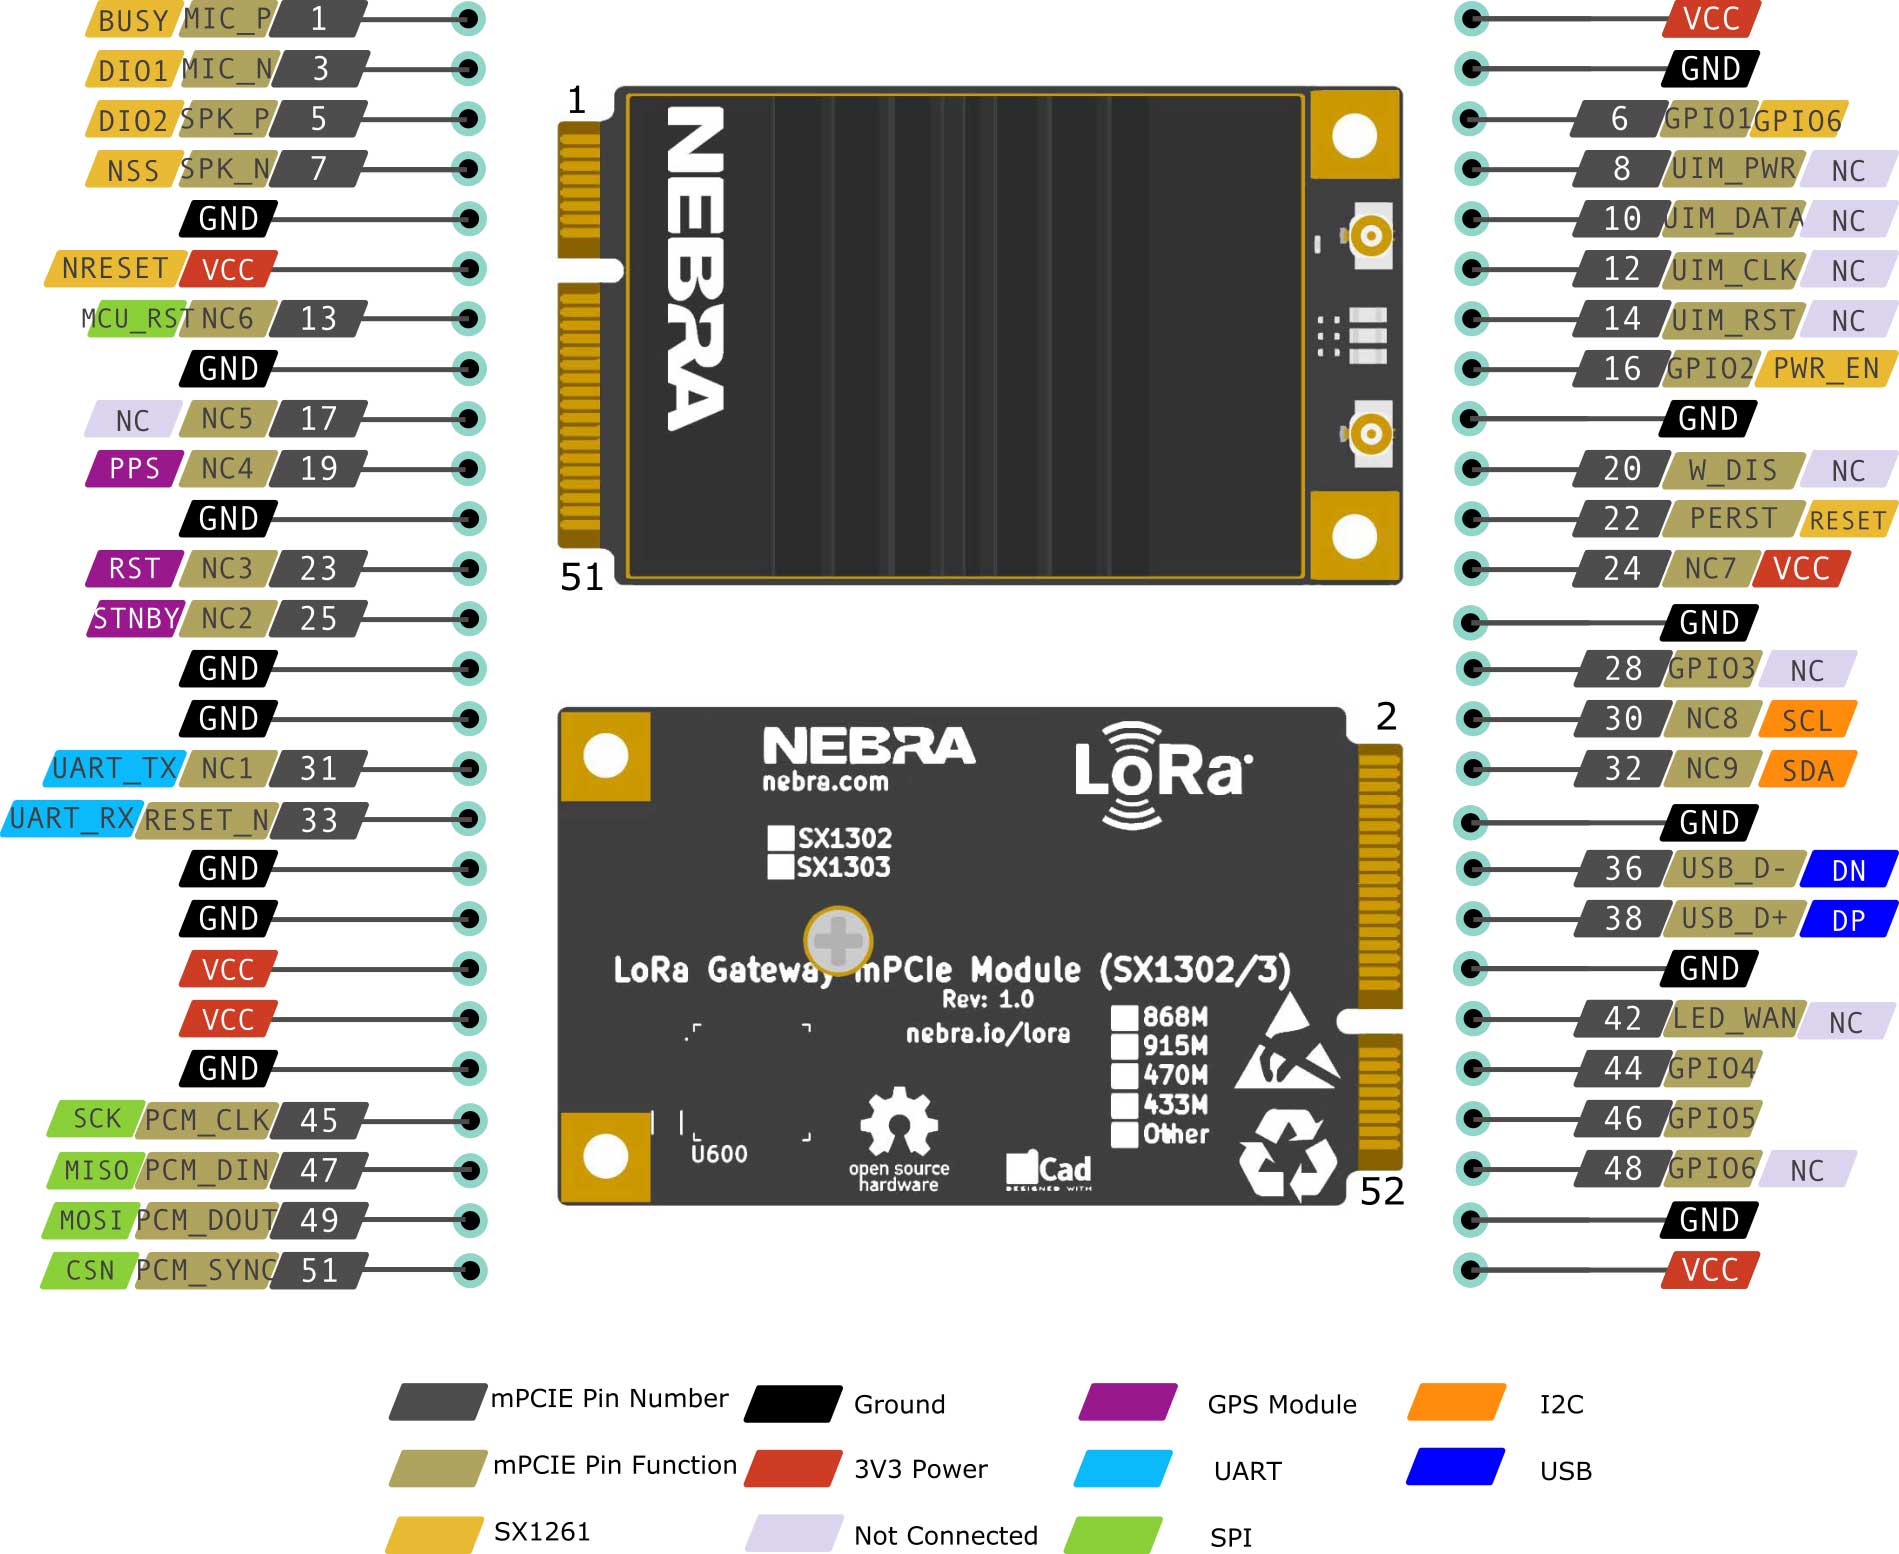 BUSY MIC_P 1
DIO1 MIC_N 3
DIO2 SPK_P 5
NSS SPK_N 7
GND
NRESET VCC
MCU_RST NC6 13
GND
NC NC5 17
PPS NC4 19
GND
RST NC3 23
STNBY NC2 25
GND
GND
UART_TX NC1 31
UART_RX RESET_N 33
GND
GND
VCC
VCC
GND
SCK PCM_CLK 45
MISO PCM_DIN 47
MOSI PCM_DOUT 49
CSN PCM_SYNC 51
1
NEBRA
51
2
NEBRA
nebra.com
LoRa
SX1302
SX1303
LoRa Gateway mPCIe Module (SX1302/3)
Rev: 1.0
nebra.io/lora
868M
915M
470M
433M
Other
U600
open source
hardware
KiCad
DESIGNED WITH
52
VCC
GND
6 GPIO1 GPIO6
8 UIM_PWR NC
10 UIM_DATA NC
12 UIM_CLK NC
14 UIM_RST NC
16 GPIO2 PWR_EN
GND
20 W_DIS NC
22 PERST RESET
24 NC7 VCC
GND
28 GPIO3 NC
30 NC8 SCL
32 NC9 SDA
GND
36 USB_D- DN
38 USB_D+ DP
GND
42 LED_WAN NC
44 GPIO4
46 GPIO5
48 GPIO6 NC
GND
VCC
mPCIE Pin Number
Ground
GPS Module
I2C
mPCIE Pin Function
3V3 Power
UART
USB
SX1261
Not Connected
SPI